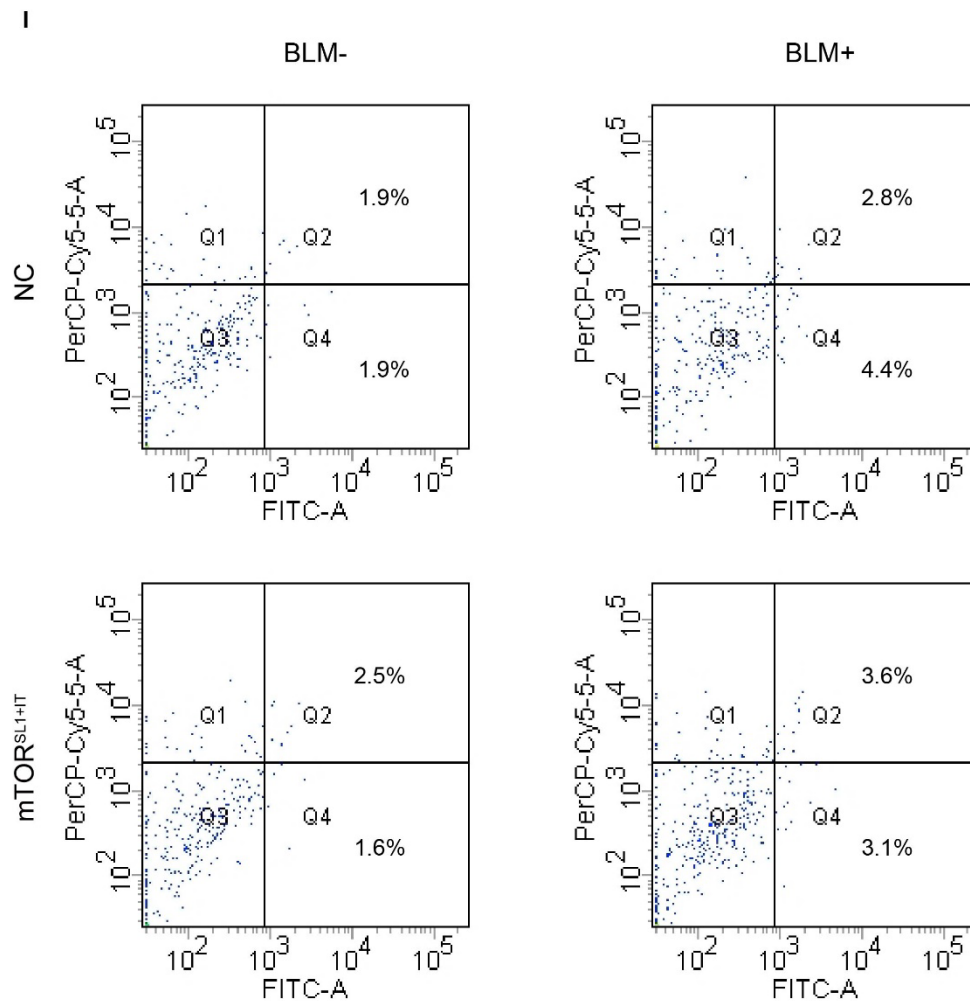 I
BLM-
BLM+
NC
PerCP-Cy5-5-A
10^5
10^4
10^3
10^2
Q1
Q2
Q3
Q4
1.9%
1.9%
10^2 10^3 10^4 10^5
FITC-A
PerCP-Cy5-5-A
10^5
10^4
10^3
10^2
Q1
Q2
Q3
Q4
2.8%
4.4%
10^2 10^3 10^4 10^5
FITC-A
mTOR^SL1+IT
PerCP-Cy5-5-A
10^5
10^4
10^3
10^2
Q1
Q2
Q3
Q4
2.5%
1.6%
10^2 10^3 10^4 10^5
FITC-A
PerCP-Cy5-5-A
10^5
10^4
10^3
10^2
Q1
Q2
Q3
Q4
3.6%
3.1%
10^2 10^3 10^4 10^5
FITC-A